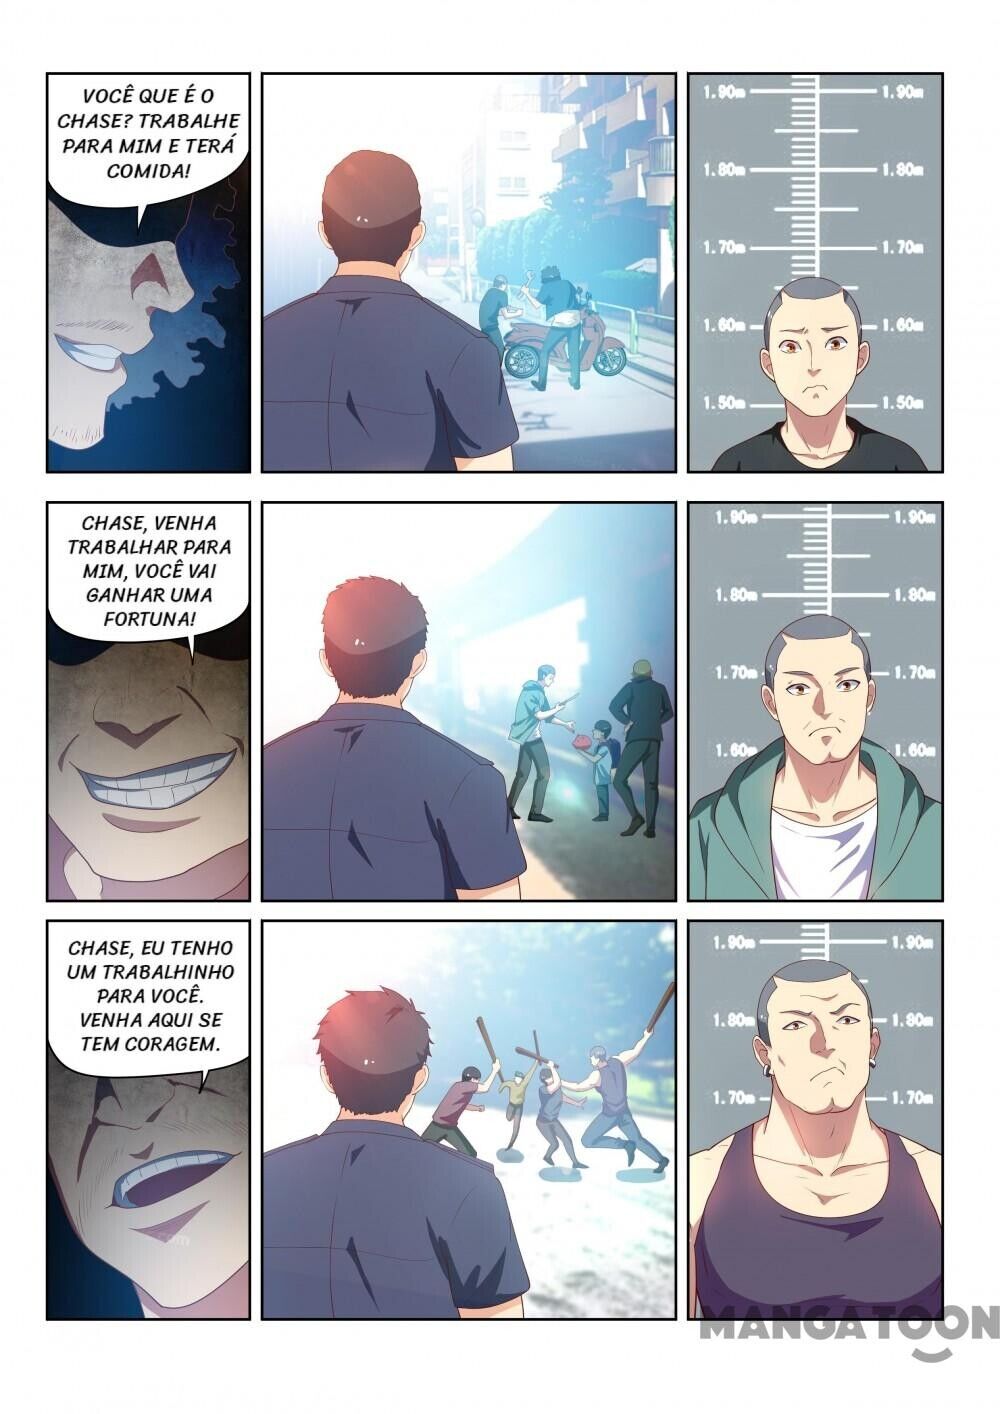 VOCÊ QUE É O
CHASE? TRABALHE
PARA MIM E TERÁ
COMIDA!
1.90m 1.90m
1.80m 1.80m
1.70m 1.70m
1.60m 1.60m
1.50m 1.50m
CHASE, VENHA
TRABALHAR PARA
MIM, VOCÊ VAI
GANHAR UMA
FORTUNA!
1.90m 1.90m
1.80m 1.80m
1.70m 1.70m
1.60m 1.60m
CHASE, EU TENHO
UM TRABALHINHO
PARA VOCÊ.
VENHA AQUI SE
TEM CORAGEM.
1.90m 1.90m
1.80m 1.80m
1.70m 1.70m
MANGATOON